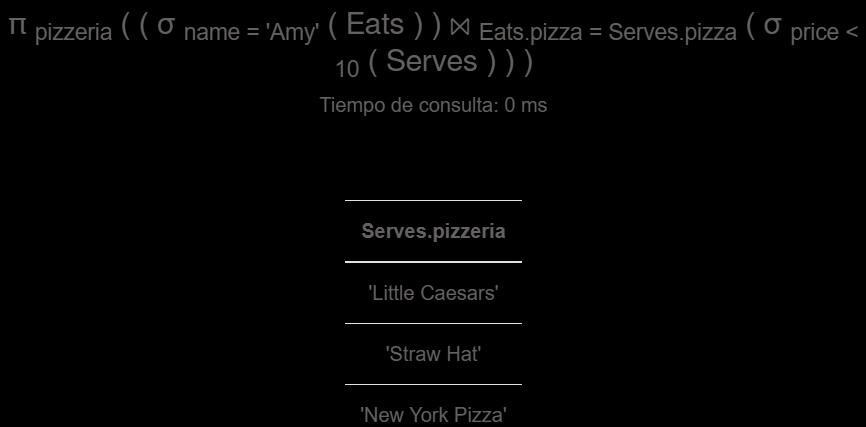 π pizzeria ( ( σ name = 'Amy' ( Eats ) ) ⨝ Eats.pizza = Serves.pizza ( σ price <
10 ( Serves ) ) )
Tiempo de consulta: 0 ms
Serves.pizzeria
'Little Caesars'
'Straw Hat'
'New York Pizza'